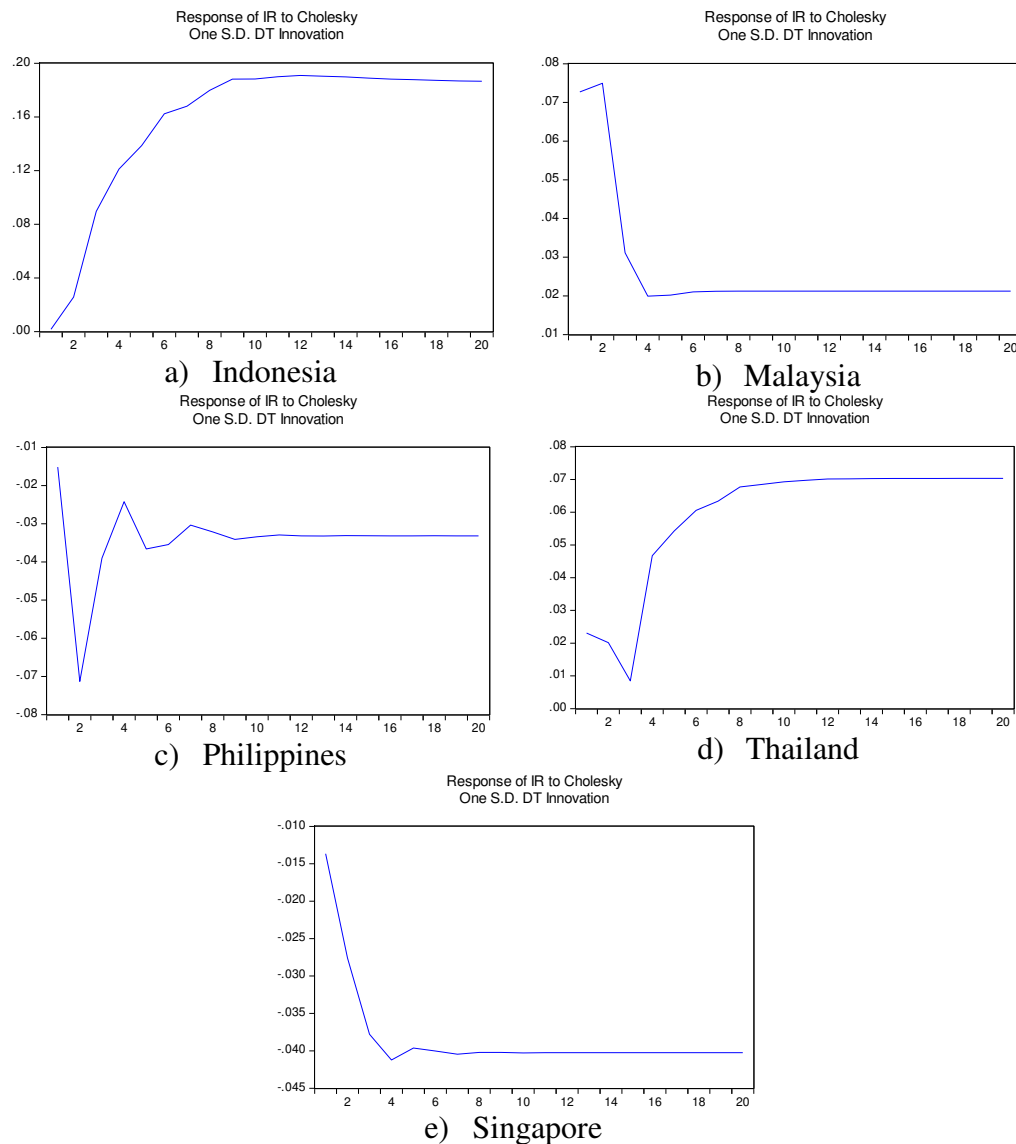 Response of IR to Cholesky
One S.D. DT Innovation
.20
.16
.12
.08
.04
.00
2 4 6 8 10 12 14 16 18 20
a) Indonesia
Response of IR to Cholesky
One S.D. DT Innovation
.08
.07
.06
.05
.04
.03
.02
.01
2 4 6 8 10 12 14 16 18 20
b) Malaysia
Response of IR to Cholesky
One S.D. DT Innovation
-.01
-.02
-.03
-.04
-.05
-.06
-.07
-.08
2 4 6 8 10 12 14 16 18 20
c) Philippines
Response of IR to Cholesky
One S.D. DT Innovation
.08
.07
.06
.05
.04
.03
.02
.01
.00
2 4 6 8 10 12 14 16 18 20
d) Thailand
Response of IR to Cholesky
One S.D. DT Innovation
-.010
-.015
-.020
-.025
-.030
-.035
-.040
-.045
2 4 6 8 10 12 14 16 18 20
e) Singapore